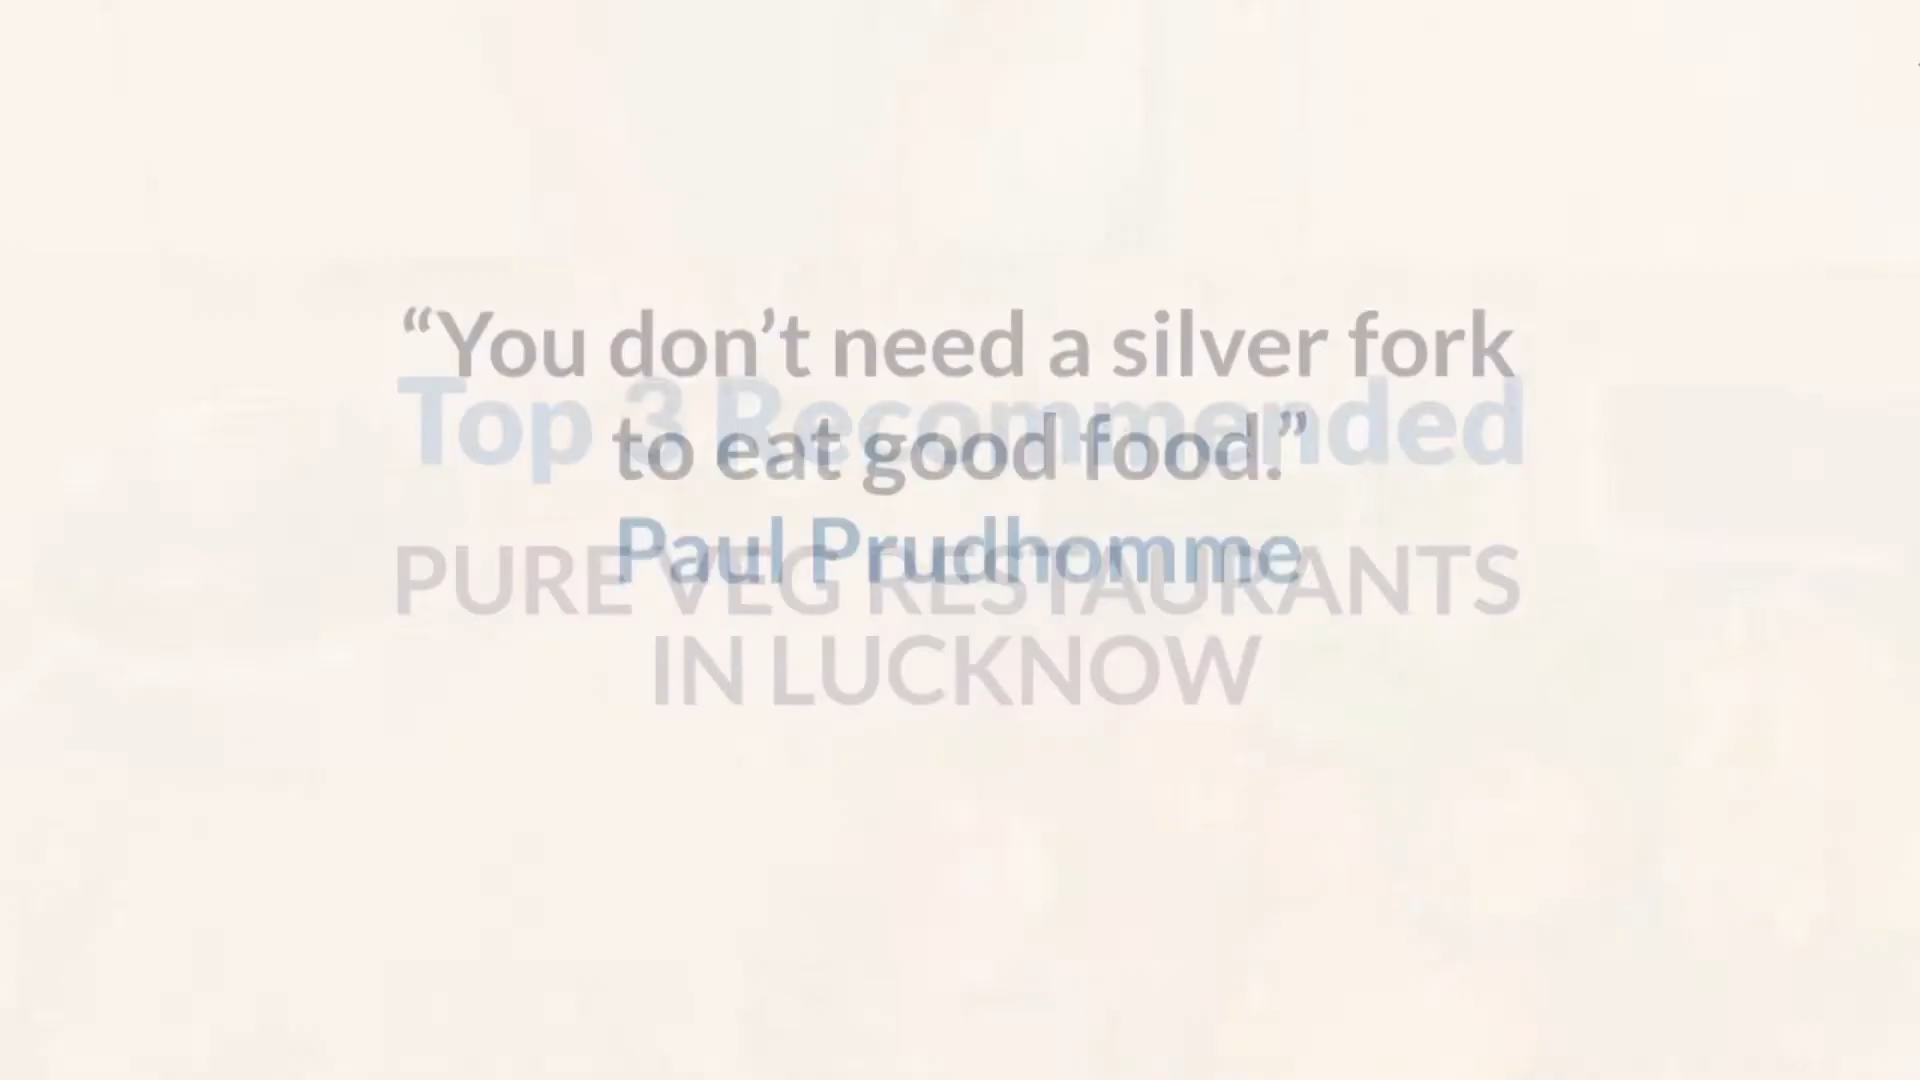 “You don’t need a silver fork
to eat good food.”
Paul Prudhomme
Top 3 Recommended
PURE VEG RESTAURANTS
IN LUCKNOW